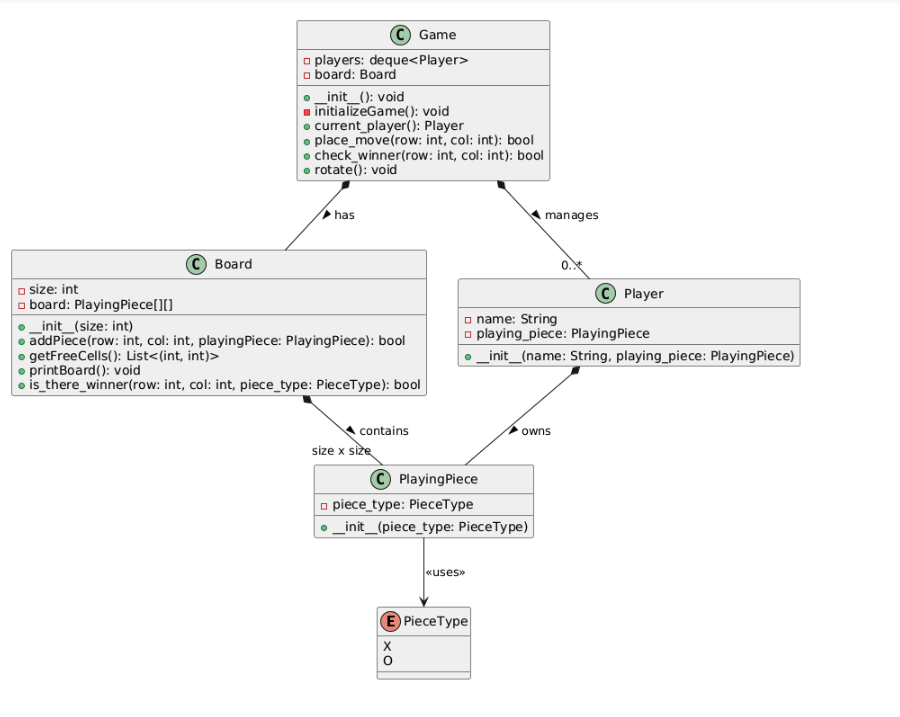 C Game
players: deque<Player>
board: Board
__init__(): void
initializeGame(): void
current_player(): Player
place_move(row: int, col: int): bool
check_winner(row: int, col: int): bool
rotate(): void
has
manages
0..*
C Board
size: int
board: PlayingPiece[][]
__init__(size: int)
addPiece(row: int, col: int, playingPiece: PlayingPiece): bool
getFreeCells(): List<(int, int)>
printBoard(): void
is_there_winner(row: int, col: int, piece_type: PieceType): bool
C Player
name: String
playing_piece: PlayingPiece
__init__(name: String, playing_piece: PlayingPiece)
contains
size x size
owns
C PlayingPiece
piece_type: PieceType
__init__(piece_type: PieceType)
«uses»
E PieceType
X
O